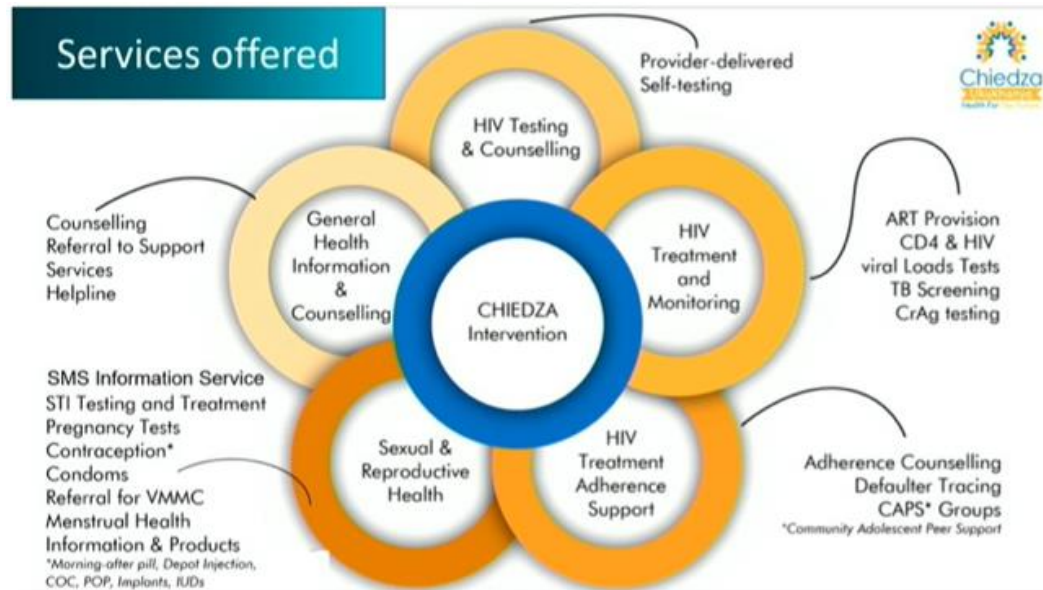 Services offered
Provider-delivered
Self-testing
Chiedza
HIV Testing
& Counselling
Counselling
Referral to Support
Services
Helpline
General
Health
Information
&
Counselling
HIV
Treatment
and
Monitoring
ART Provision
CD4 & HIV
viral Loads Tests
TB Screening
CrAg testing
CHIEDZA
Intervention
SMS Information Service
STI Testing and Treatment
Pregnancy Tests
Contraception*
Condoms
Referral for VMMC
Menstrual Health
Information & Products
*Morning-after pill, Depot Injection,
COC, POP, Implants, IUDs
Sexual &
Reproductive
Health
HIV
Treatment
Adherence
Support
Adherence Counselling
Defaulter Tracing
CAPS* Groups
*Community Adolescent Peer Support